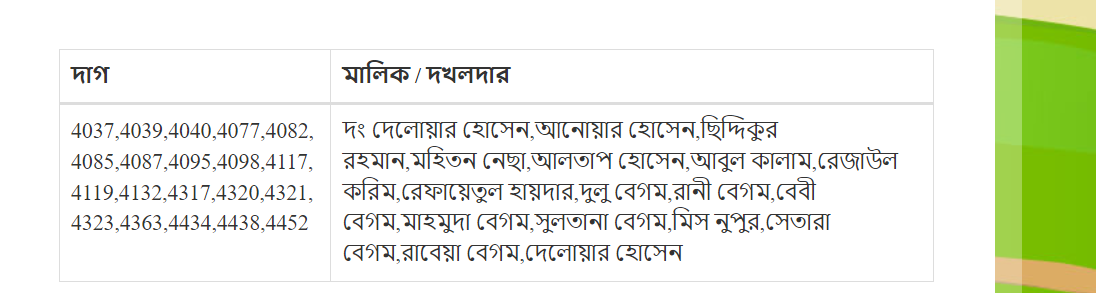 দাগ
মালিক / দখলদার
4037,4039,4040,4077,4082,
4085,4087,4095,4098,4117,
4119,4132,4317,4320,4321,
4323,4363,4434,4438,4452
দং দেলোয়ার হোসেন,আনোয়ার হোসেন,ছিদ্দিকুর
রহমান,মহিতন নেছা,আলতাপ হোসেন,আবুল কালাম,রেজাউল
করিম,রেফায়েতুল হায়দার,দুলু বেগম,রানী বেগম,বেবী
বেগম,মাহমুদা বেগম,সুলতানা বেগম,মিস নুপুর,সেতারা
বেগম,রাবেয়া বেগম,দেলোয়ার হোসেন